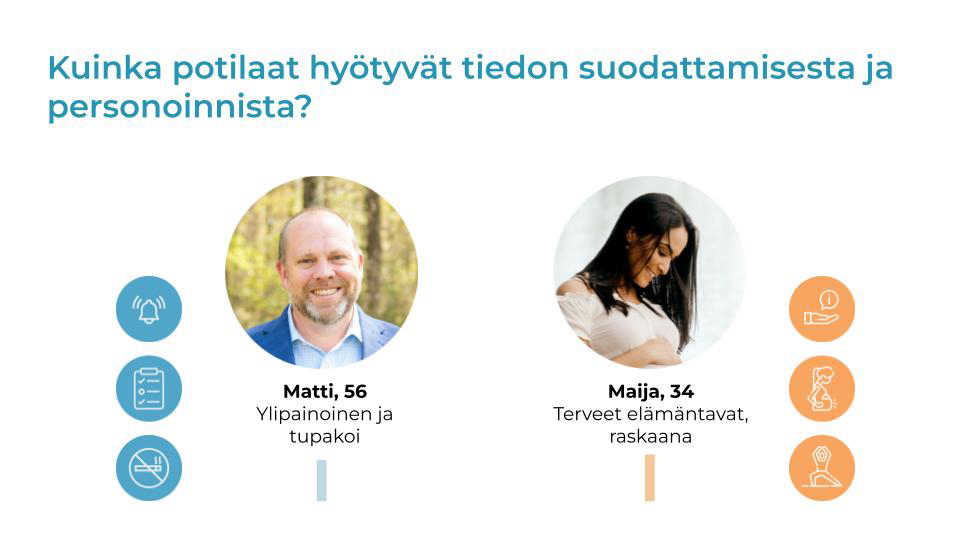 Kuinka potilaat hyötyvät tiedon suodattamisesta ja
personoinnista?
Matti, 56
Ylipainoinen ja
tupakoi
Maija, 34
Terveet elämäntavat,
raskaana